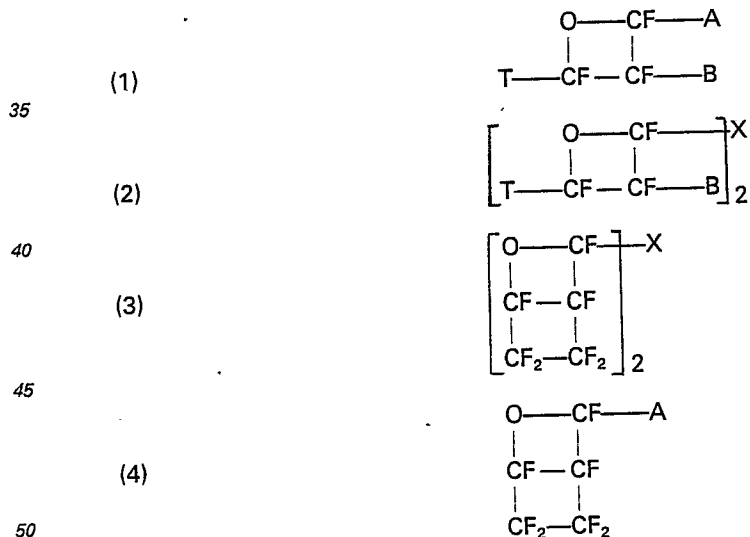 O—CF—A
(1)
T—CF—CF—B
35
O—CF—X
(2)
T—CF—CF—B 2
40
O—CF—X
(3)
CF—CF
CF₂—CF₂ 2
45
O—CF—A
(4)
CF—CF
50
CF₂—CF₂